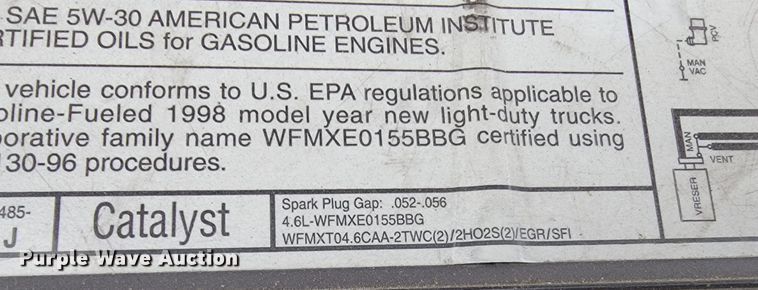 SAE 5W-30 AMERICAN PETROLEUM INSTITUTE
RTIFIED OILS for GASOLINE ENGINES.
vehicle conforms to U.S. EPA regulations applicable to
oline-Fueled 1998 model year new light-duty trucks.
porative family name WFMXE0155BBG certified using
130-96 procedures.
485-
J
Catalyst
Spark Plug Gap: .052-.056
4.6L-WFMXE0155BBG
WFMXT04.6CAA-2TWC(2)/2HO2S(2)/EGR/SFI
PQV
MAN
VAC
MAN
VENT
VRESER
Purple Wave Auction